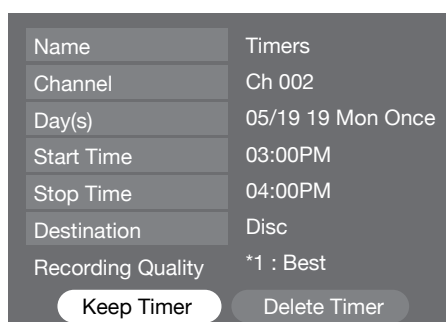 Name Timers
Channel Ch 002
Day(s) 05/19 19 Mon Once
Start Time 03:00PM
Stop Time 04:00PM
Destination Disc
Recording Quality *1 : Best
Keep Timer Delete Timer